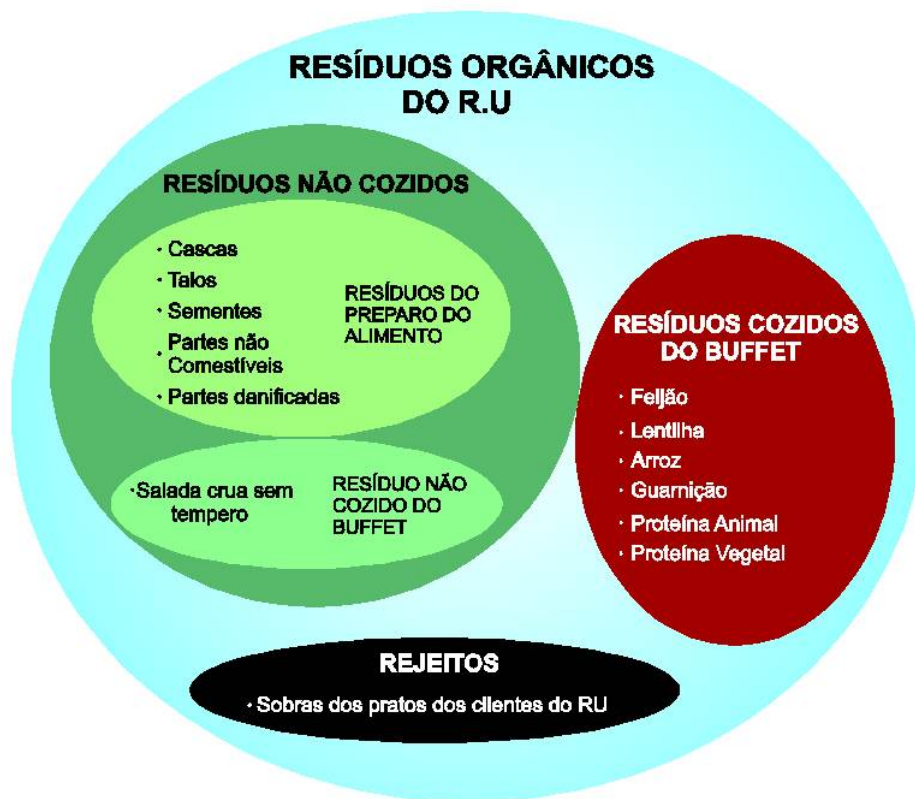 RESÍDUOS ORGÂNICOS
DO R.U
RESÍDUOS NÃO COZIDOS
· Cascas
· Talos
· Sementes
· Partes não
Comestíveis
· Partes danificadas
RESÍDUOS DO
PREPARO DO
ALIMENTO
· Salada crua sem
tempero
RESÍDUO NÃO
COZIDO DO
BUFFET
RESÍDUOS COZIDOS
DO BUFFET
· Feijão
· Lentilha
· Arroz
· Guarnição
· Proteína Animal
· Proteína Vegetal
REJEITOS
· Sobras dos pratos dos clientes do RU